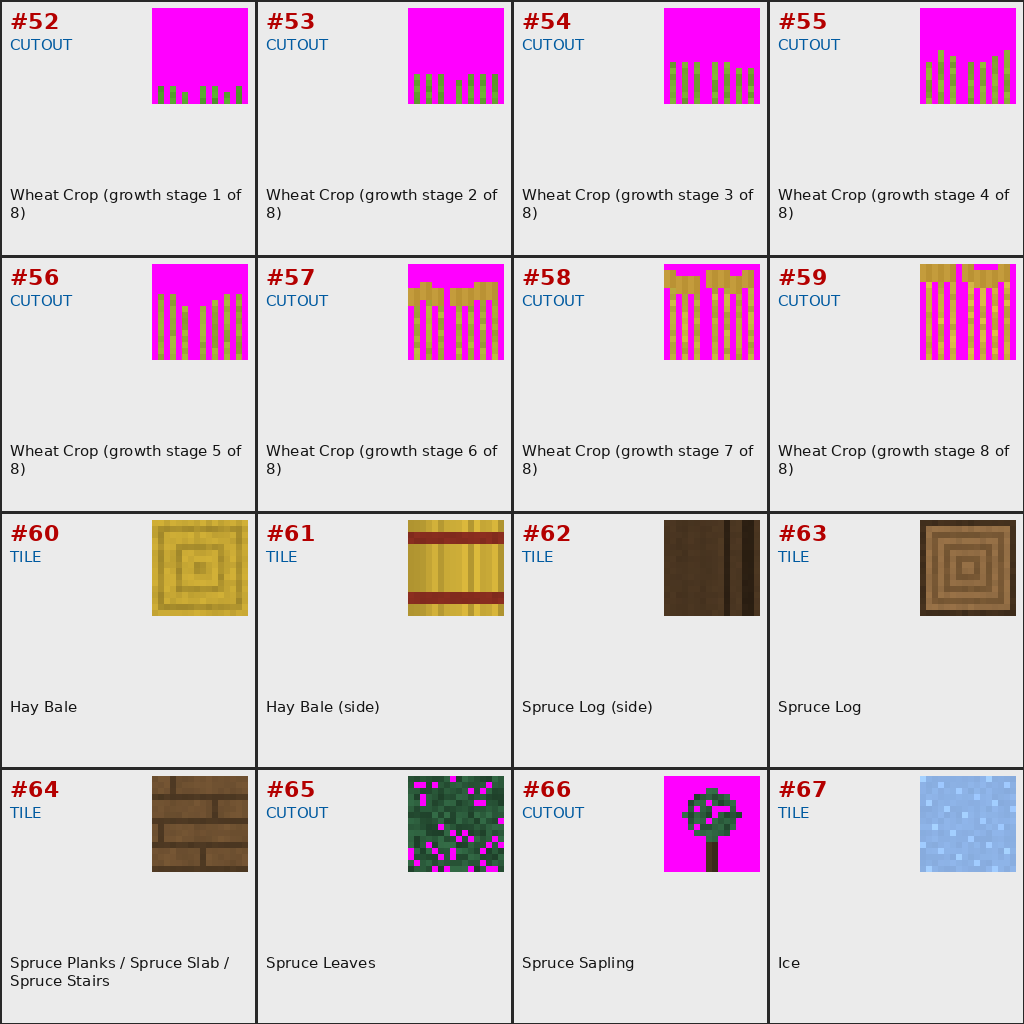 #52
CUTOUT
Wheat Crop (growth stage 1 of
8)
#53
CUTOUT
Wheat Crop (growth stage 2 of
8)
#54
CUTOUT
Wheat Crop (growth stage 3 of
8)
#55
CUTOUT
Wheat Crop (growth stage 4 of
8)
#56
CUTOUT
Wheat Crop (growth stage 5 of
8)
#57
CUTOUT
Wheat Crop (growth stage 6 of
8)
#58
CUTOUT
Wheat Crop (growth stage 7 of
8)
#59
CUTOUT
Wheat Crop (growth stage 8 of
8)
#60
TILE
Hay Bale
#61
TILE
Hay Bale (side)
#62
TILE
Spruce Log (side)
#63
TILE
Spruce Log
#64
TILE
Spruce Planks / Spruce Slab /
Spruce Stairs
#65
CUTOUT
Spruce Leaves
#66
CUTOUT
Spruce Sapling
#67
TILE
Ice